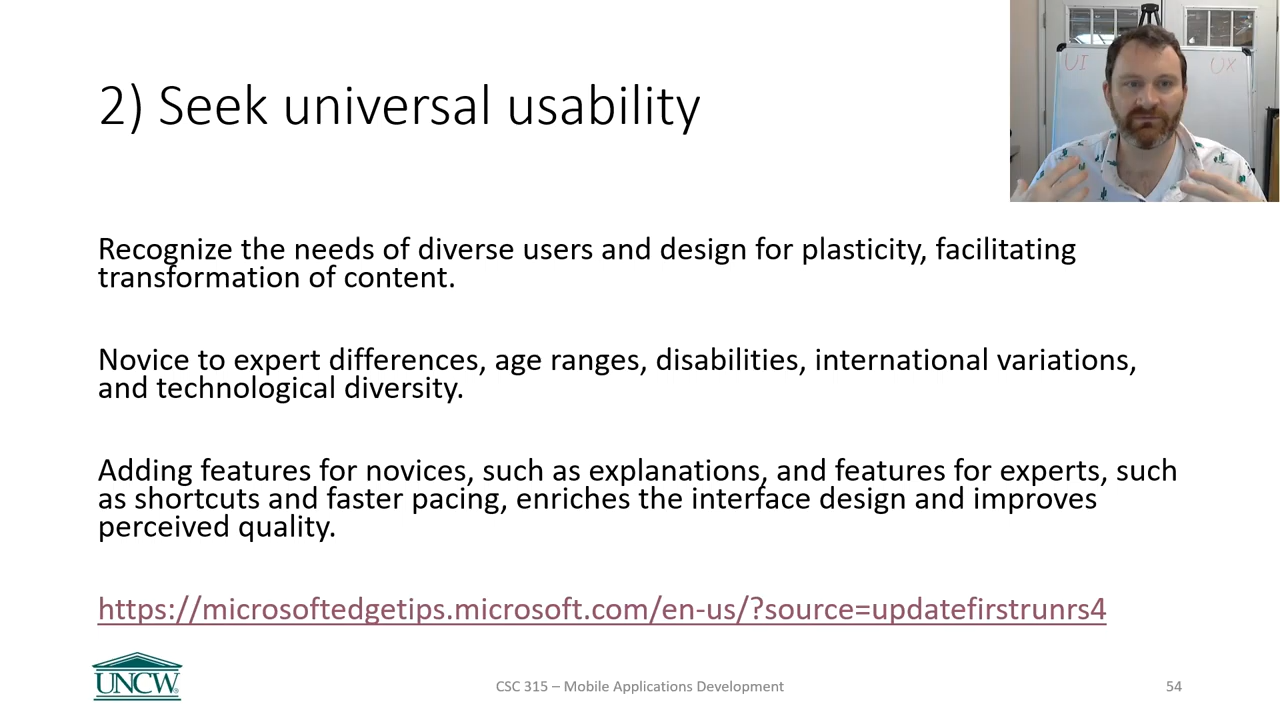 2) Seek universal usability
UI
UX
Recognize the needs of diverse users and design for plasticity, facilitating
transformation of content.
Novice to expert differences, age ranges, disabilities, international variations,
and technological diversity.
Adding features for novices, such as explanations, and features for experts, such
as shortcuts and faster pacing, enriches the interface design and improves
perceived quality.
https://microsoftedgetips.microsoft.com/en-us/?source=updatefirstrunrs4
UNCW
CSC 315 – Mobile Applications Development
54